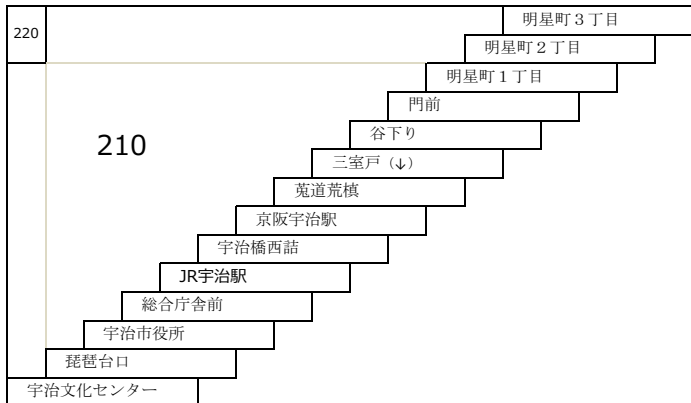 明星町３丁目
220
明星町２丁目
明星町１丁目
門前
谷下り
210
三室戸（↓）
莵道荒槙
京阪宇治駅
宇治橋西詰
JR宇治駅
総合庁舎前
宇治市役所
琵琶台口
宇治文化センター